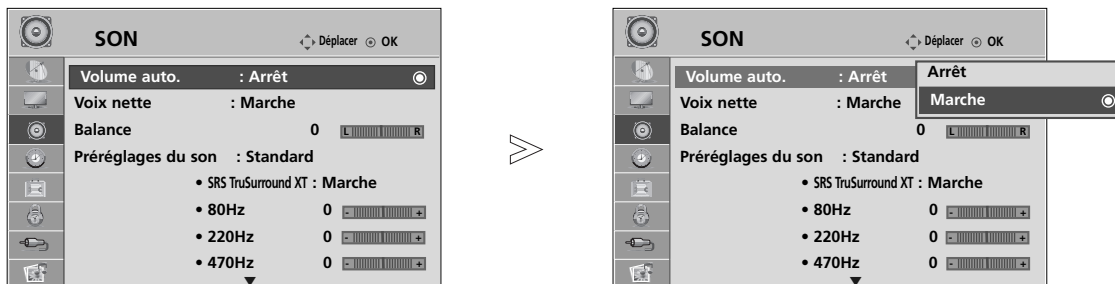 SON Déplacer OK
Volume auto. : Arrêt
Voix nette : Marche
Balance 0 L R
Préréglages du son : Standard
• SRS TruSurround XT : Marche
• 80Hz 0 - +
• 220Hz 0 - +
• 470Hz 0 - +
SON Déplacer OK
Volume auto. : Arrêt
Arrêt
Marche
Voix nette : Marche
Balance 0 L R
Préréglages du son : Standard
• SRS TruSurround XT : Marche
• 80Hz 0 - +
• 220Hz 0 - +
• 470Hz 0 - +